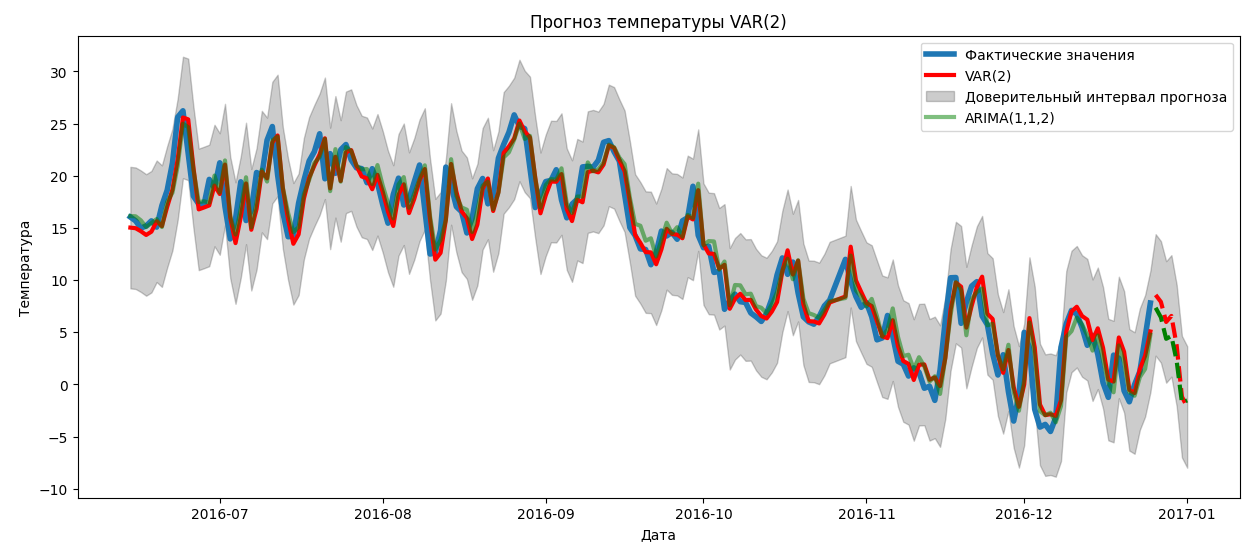 Прогноз температуры VAR(2)
Фактические значения
VAR(2)
Доверительный интервал прогноза
ARIMA(1,1,2)
Температура
30
25
20
15
10
5
0
−5
−10
2016-07
2016-08
2016-09
2016-10
2016-11
2016-12
2017-01
Дата